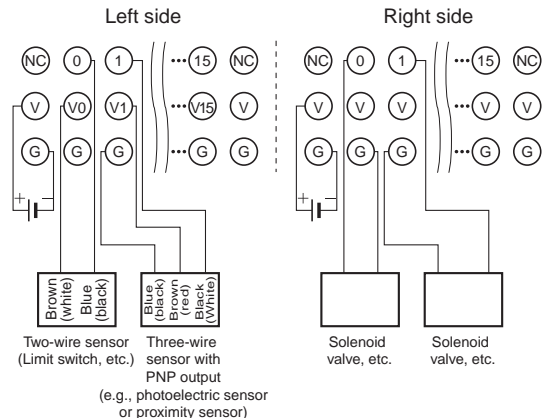 Left side
Right side
NC 0 1 ••• 15 NC
V V0 V1 ••• V15 V
G G G ••• G G
+ −
Brown (white)
Blue (black)
Blue (black)
Brown (red)
Black (White)
Two-wire sensor
(Limit switch, etc.)
Three-wire
sensor with
PNP output
(e.g., photoelectric sensor
or proximity sensor)
NC 0 1 ••• 15 NC
V V V ••• V V
G G G ••• G G
+ −
Solenoid
valve, etc.
Solenoid
valve, etc.